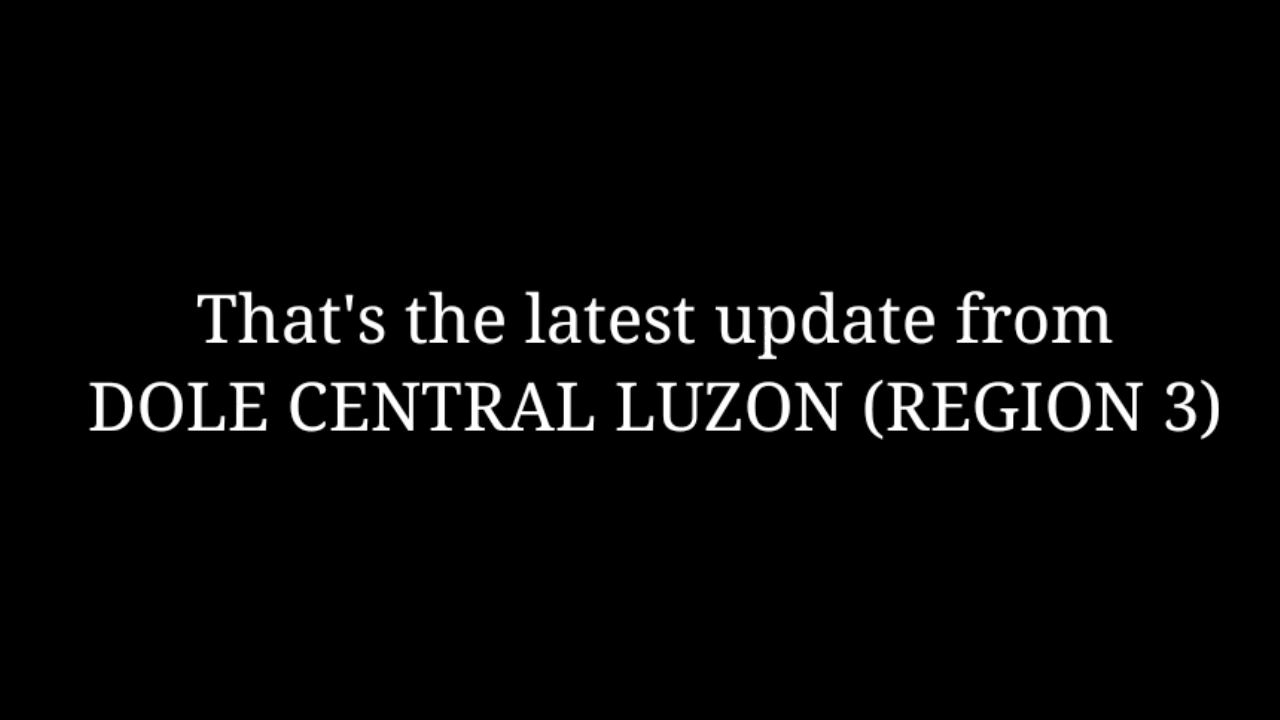 That's the latest update from
DOLE CENTRAL LUZON (REGION 3)